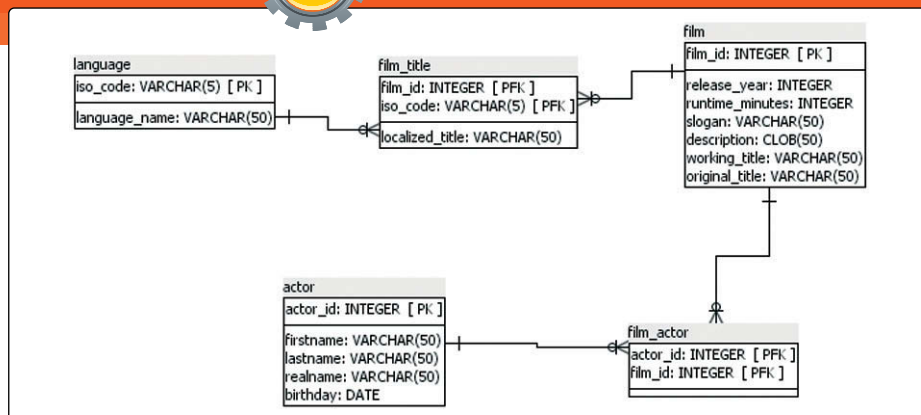 language
iso_code: VARCHAR(5) [ PK ]
language_name: VARCHAR(50)
film_title
film_id: INTEGER [ PFK ]
iso_code: VARCHAR(5) [ PFK ]
localized_title: VARCHAR(50)
film
film_id: INTEGER [ PK ]
release_year: INTEGER
runtime_minutes: INTEGER
slogan: VARCHAR(50)
description: CLOB(50)
working_title: VARCHAR(50)
original_title: VARCHAR(50)
actor
actor_id: INTEGER [ PK ]
firstname: VARCHAR(50)
lastname: VARCHAR(50)
realname: VARCHAR(50)
birthday: DATE
film_actor
actor_id: INTEGER [ PFK ]
film_id: INTEGER [ PFK ]